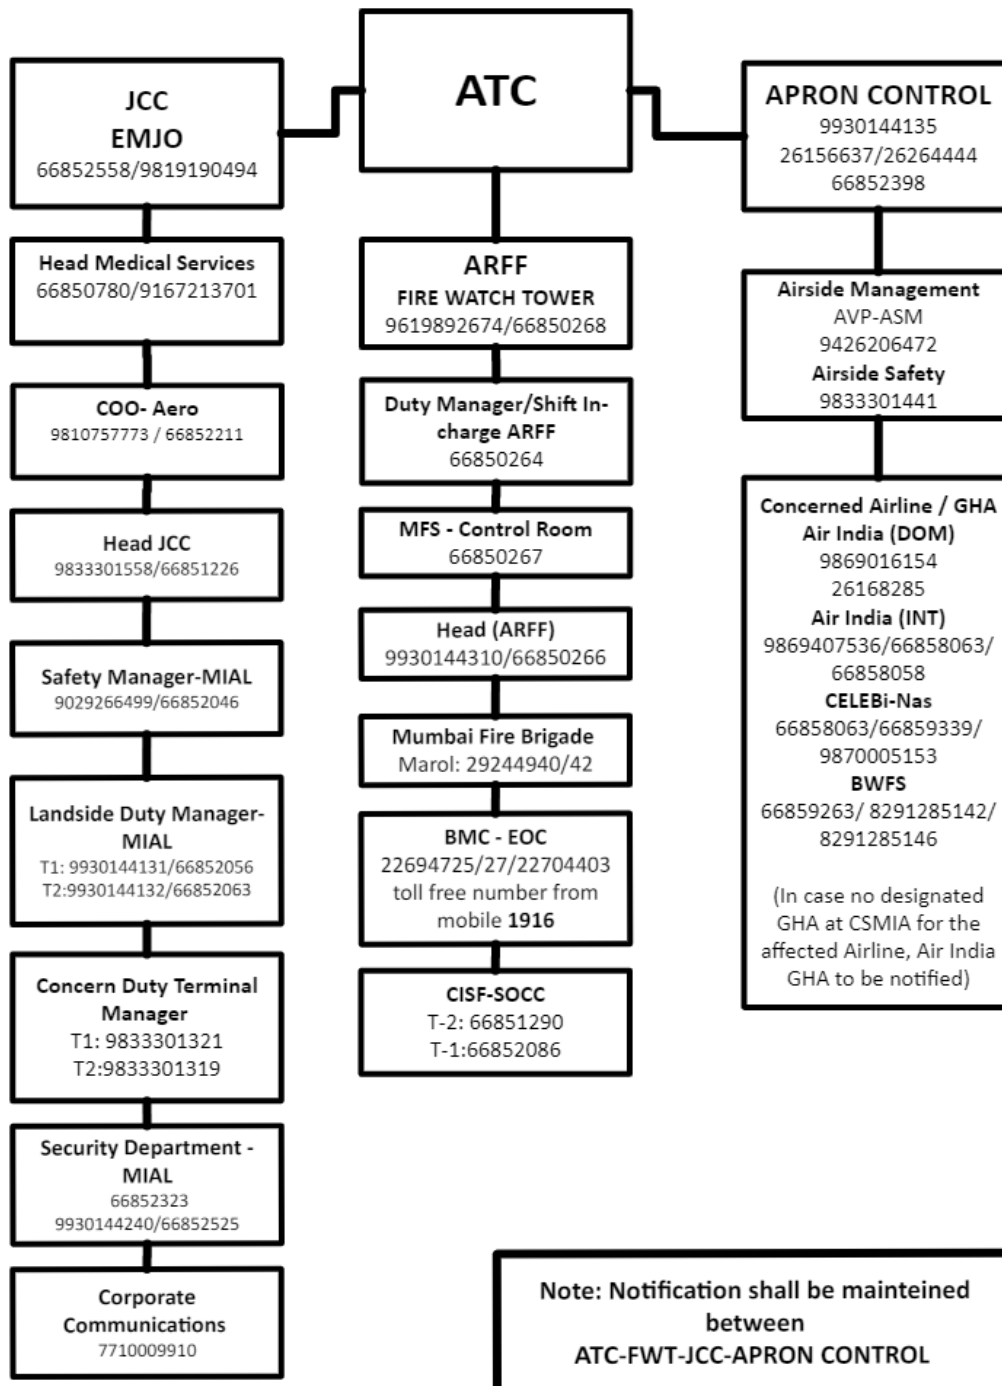 ATC
JCC
EMJO
66852558/9819190494
Head Medical Services
66850780/9167213701
COO- Aero
9810757773 / 66852211
Head JCC
9833301558/66851226
Safety Manager-MIAL
9029266499/66852046
Landside Duty Manager-
MIAL
T1: 9930144131/66852056
T2:9930144132/66852063
Concern Duty Terminal
Manager
T1: 9833301321
T2:9833301319
Security Department -
MIAL
66852323
9930144240/66852525
Corporate
Communications
7710009910
ARFF
FIRE WATCH TOWER
9619892674/66850268
Duty Manager/Shift In-
charge ARFF
66850264
MFS - Control Room
66850267
Head (ARFF)
9930144310/66850266
Mumbai Fire Brigade
Marol: 29244940/42
BMC - EOC
22694725/27/22704403
toll free number from
mobile 1916
CISF-SOCC
T-2: 66851290
T-1:66852086
APRON CONTROL
9930144135
26156637/26264444
66852398
Airside Management
AVP-ASM
9426206472
Airside Safety
9833301441
Concerned Airline / GHA
Air India (DOM)
9869016154
26168285
Air India (INT)
9869407536/66858063/
66858058
CELEBi-Nas
66858063/66859339/
9870005153
BWFS
66859263/ 8291285142/
8291285146
(In case no designated
GHA at CSMIA for the
affected Airline, Air India
GHA to be notified)
Note: Notification shall be mainteined
between
ATC-FWT-JCC-APRON CONTROL